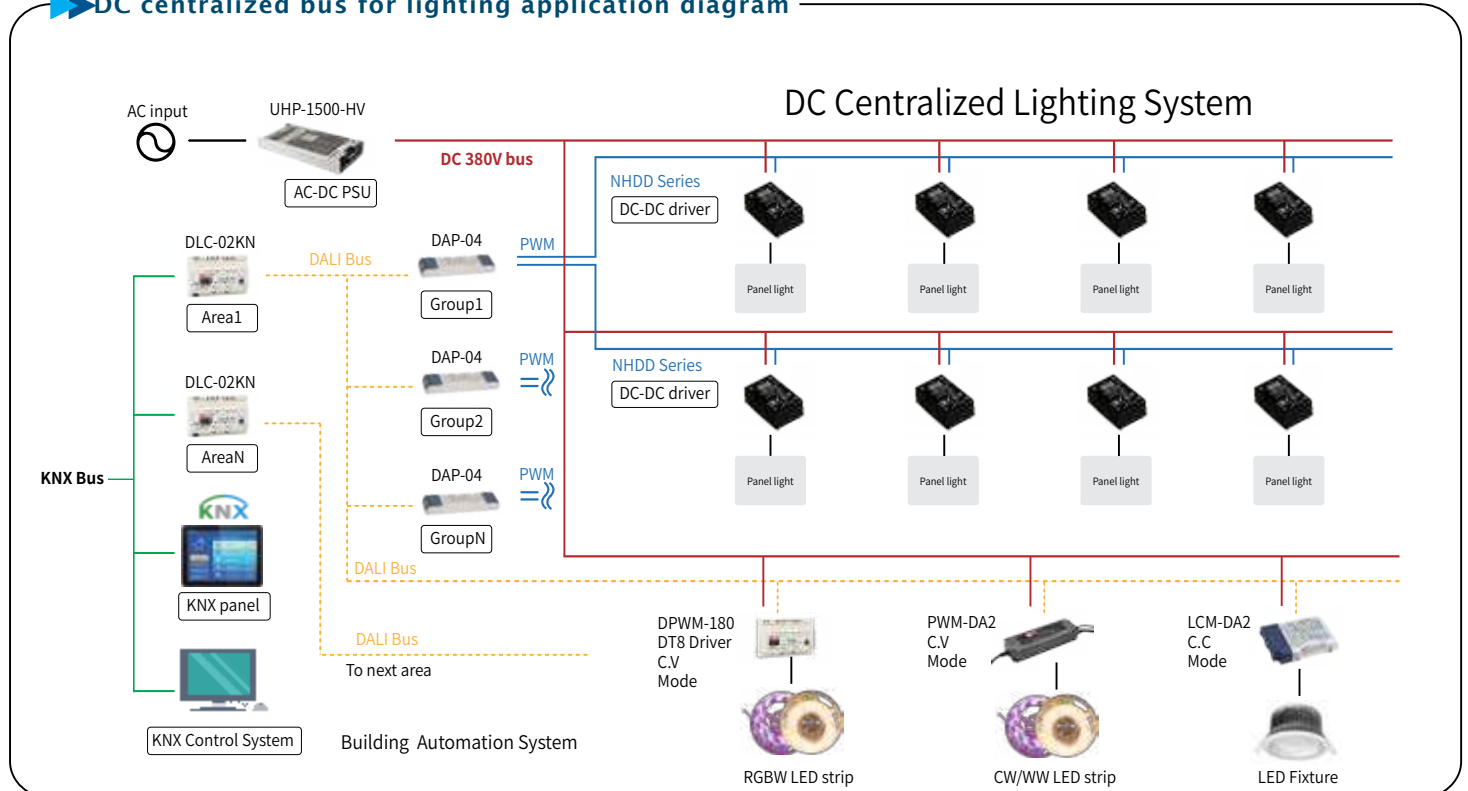 DC centralized bus for lighting application diagram
DC Centralized Lighting System
AC input
UHP-1500-HV
AC-DC PSU
DC 380V bus
NHDD Series
DC-DC driver
DLC-02KN
Area1
DALI Bus
DAP-04
Group1
PWM
Panel light
Panel light
Panel light
Panel light
DLC-02KN
AreaN
DAP-04
Group2
PWM
NHDD Series
DC-DC driver
DAP-04
GroupN
PWM
Panel light
Panel light
Panel light
Panel light
KNX Bus
KNX
KNX panel
DALI Bus
DALI Bus
To next area
KNX Control System
Building Automation System
DPWM-180
DT8 Driver
C.V
Mode
RGBW LED strip
PWM-DA2
C.V
Mode
CW/WW LED strip
LCM-DA2
C.C
Mode
LED Fixture